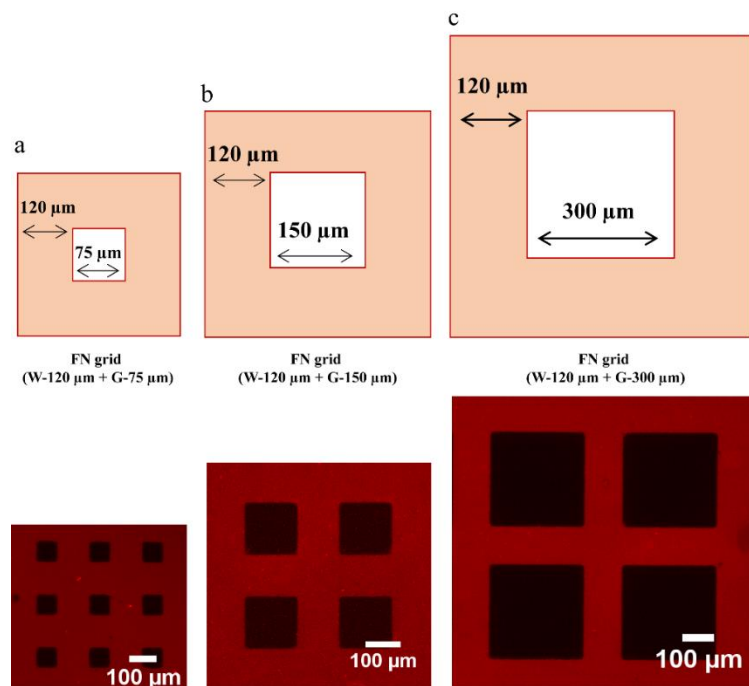 a
120 µm
75 µm
FN grid
(W-120 µm + G-75 µm)
b
120 µm
150 µm
FN grid
(W-120 µm + G-150 µm)
c
120 µm
300 µm
FN grid
(W-120 µm + G-300 µm)
100 µm
100 µm
100 µm